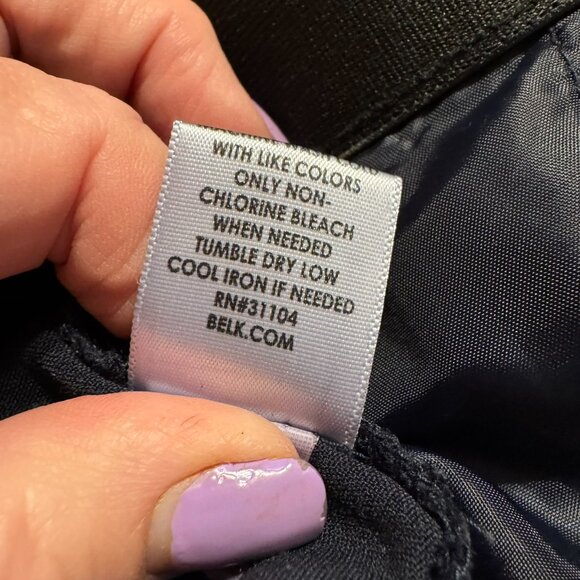 WITH LIKE COLORS
ONLY NON-
CHLORINE BLEACH
WHEN NEEDED
TUMBLE DRY LOW
COOL IRON IF NEEDED
RN#31104
BELK.COM